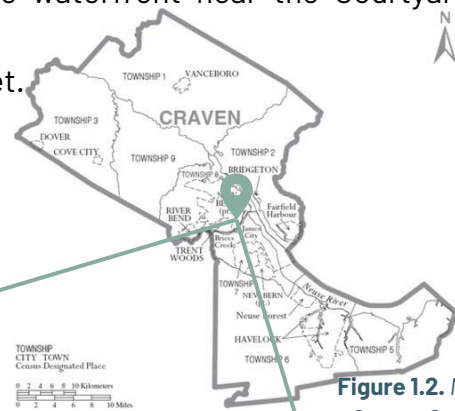 waterfront near the Courtyar
et.
N
TOWNSHIP 1
VANCEBORO
CRAVEN
TOWNSHIP 3
DOVER
COVE CITY
TOWNSHIP 9
TOWNSHIP 2
TOWNSHIP 8
BRIDGETON
RIVER
BEND
(pt.)
Fairfield
Harbour
James
City
TRENT
WOODS
Brices
Creek
TOWNSHIP
7
NEW BERN
(pt.)
Neuse River
Neuse Forest
HAVELOCK
TOWNSHIP 5
TOWNSHIP 6
TOWNSHIP
CITY TOWN
Census Designated Place
0 2 4 6 8 10 Kilometers
0 2 4 6 8 10 Miles
Figure 1.2.